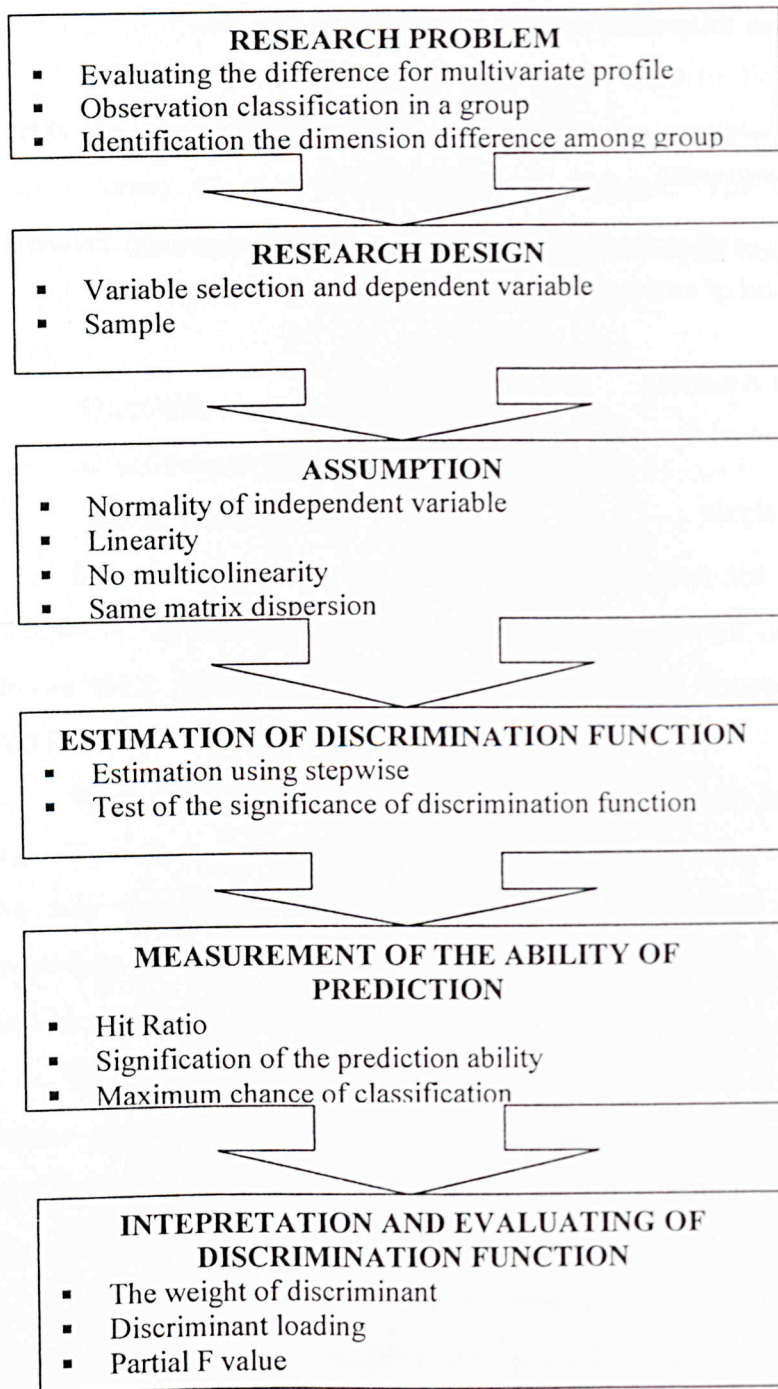 RESEARCH PROBLEM
▪ Evaluating the difference for multivariate profile
▪ Observation classification in a group
▪ Identification the dimension difference among group
RESEARCH DESIGN
▪ Variable selection and dependent variable
▪ Sample
ASSUMPTION
▪ Normality of independent variable
▪ Linearity
▪ No multicolinearity
▪ Same matrix dispersion
ESTIMATION OF DISCRIMINATION FUNCTION
▪ Estimation using stepwise
▪ Test of the significance of discrimination function
MEASUREMENT OF THE ABILITY OF
PREDICTION
▪ Hit Ratio
▪ Signification of the prediction ability
▪ Maximum chance of classification
INTEPRETATION AND EVALUATING OF
DISCRIMINATION FUNCTION
▪ The weight of discriminant
▪ Discriminant loading
▪ Partial F value